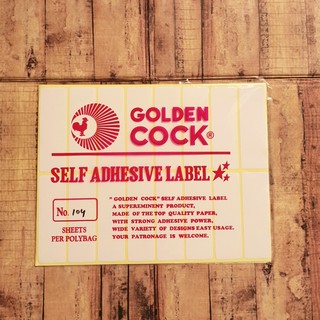 GOLDEN
COCK®
SELF ADHESIVE LABEL
No. 104
SHEETS
PER POLYBAG
"GOLDEN COCK" SELF ADHESIVE LABEL
A SUPEREMINENT PRODUCT,
MADE OF THE TOP QUALITY PAPER,
WITH STRONG ADHESIVE POWER,
WIDE VARIETY OF DESIGNS EASY USAGE.
YOUR PATRONAGE IS WELCOME.